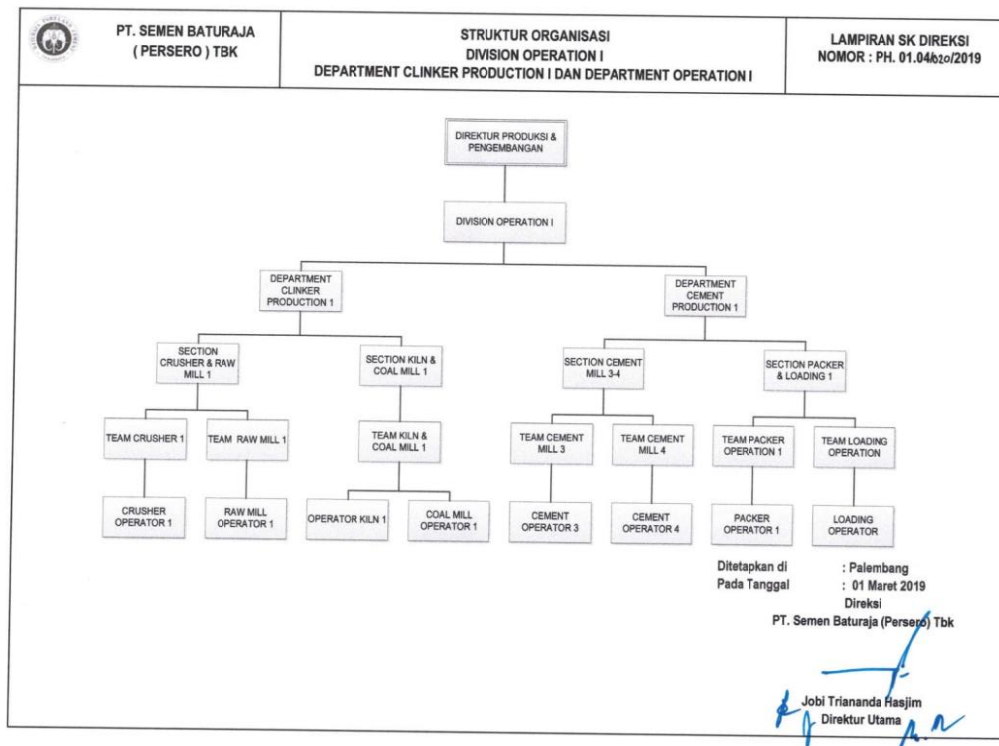 PT. SEMEN BATURAJA
( PERSERO ) TBK
STRUKTUR ORGANISASI
DIVISION OPERATION I
DEPARTMENT CLINKER PRODUCTION I DAN DEPARTMENT OPERATION I
LAMPIRAN SK DIREKSI
NOMOR : PH. 01.04/620/2019
DIREKTUR PRODUKSI &
PENGEMBANGAN
DIVISION OPERATION I
DEPARTMENT
CLINKER
PRODUCTION 1
DEPARTMENT
CEMENT
PRODUCTION 1
SECTION
CRUSHER & RAW
MILL 1
SECTION KILN &
COAL MILL 1
SECTION CEMENT
MILL 3-4
SECTION PACKER
& LOADING 1
TEAM CRUSHER 1
TEAM RAW MILL 1
TEAM KILN &
COAL MILL 1
TEAM CEMENT
MILL 3
TEAM CEMENT
MILL 4
TEAM PACKER
OPERATION 1
TEAM LOADING
OPERATION
CRUSHER
OPERATOR 1
RAW MILL
OPERATOR 1
OPERATOR KILN 1
COAL MILL
OPERATOR 1
CEMENT
OPERATOR 3
CEMENT
OPERATOR 4
PACKER
OPERATOR 1
LOADING
OPERATOR
Ditetapkan di : Palembang
Pada Tanggal : 01 Maret 2019
Direksi
PT. Semen Baturaja (Persero) Tbk
Jobi Triananda Hasjim
Direktur Utama